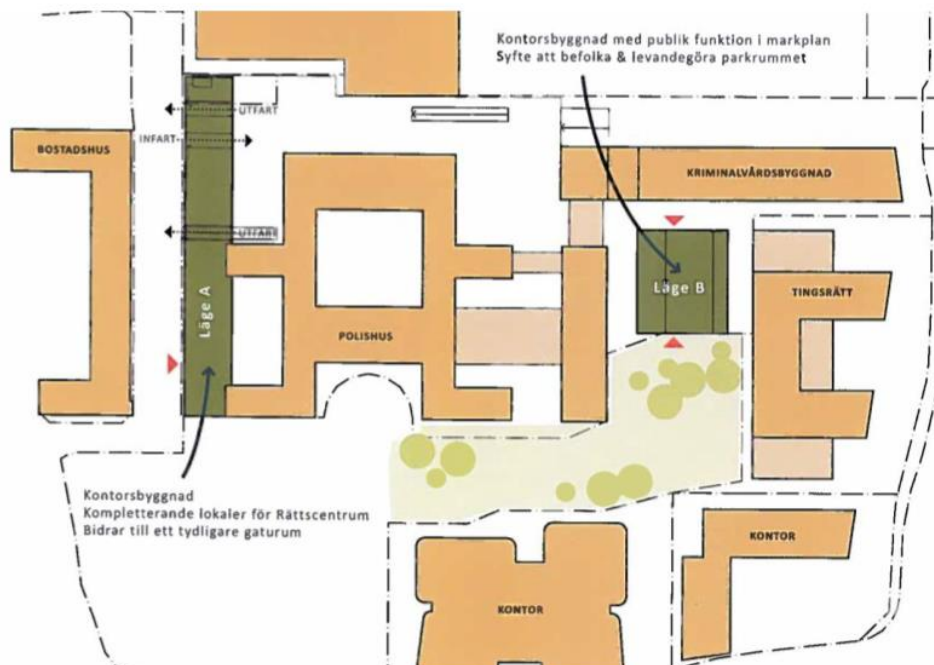 Kontorsbyggnad med publik funktion i markplan
Syfte att befolka & levandegöra parkrummet
UTFART
INFART
BOSTADSHUS
KRIMINALVÅRDSBYGGNAD
UTFART
Läge A
Läge B
TINGSRÄTT
POLISHUS
Kontorsbyggnad
Kompletterande lokaler för Rättscentrum
Bidrar till ett tydligare gaturum
KONTOR
KONTOR